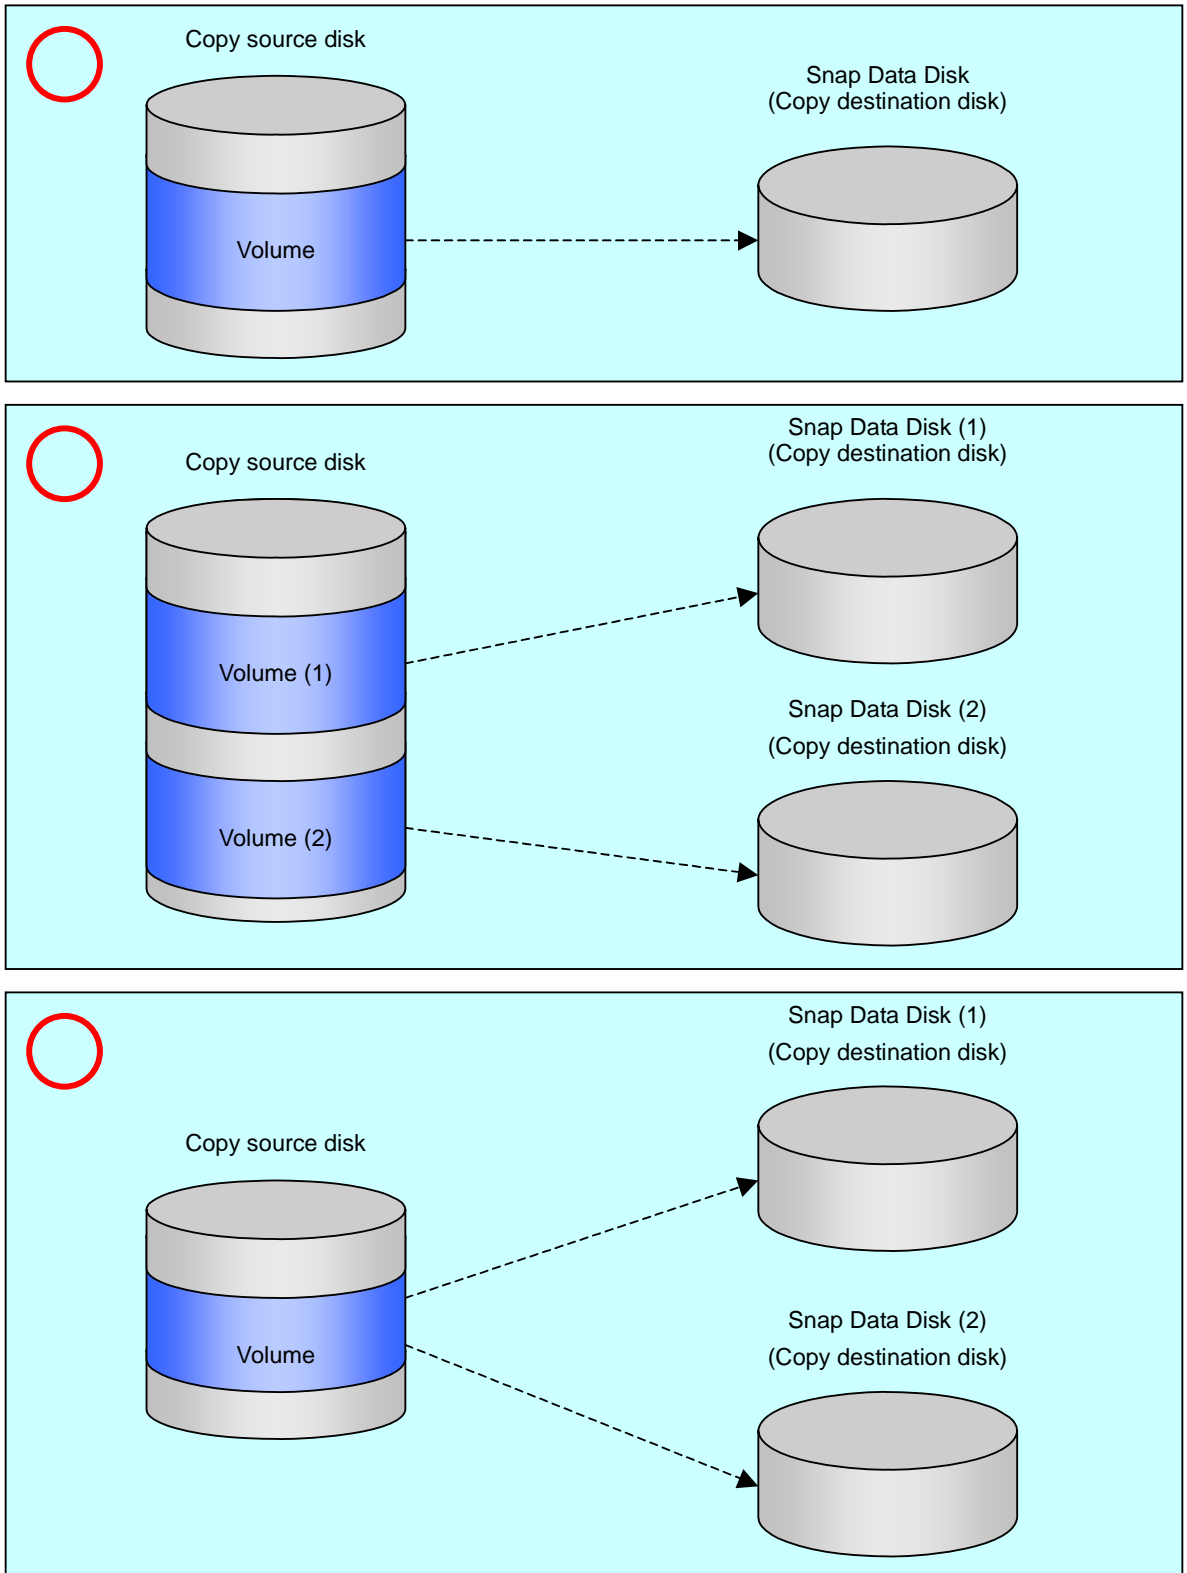 Copy source disk
Snap Data Disk
(Copy destination disk)
Volume
Snap Data Disk (1)
(Copy destination disk)
Copy source disk
Volume (1)
Snap Data Disk (2)
(Copy destination disk)
Volume (2)
Snap Data Disk (1)
(Copy destination disk)
Copy source disk
Snap Data Disk (2)
(Copy destination disk)
Volume